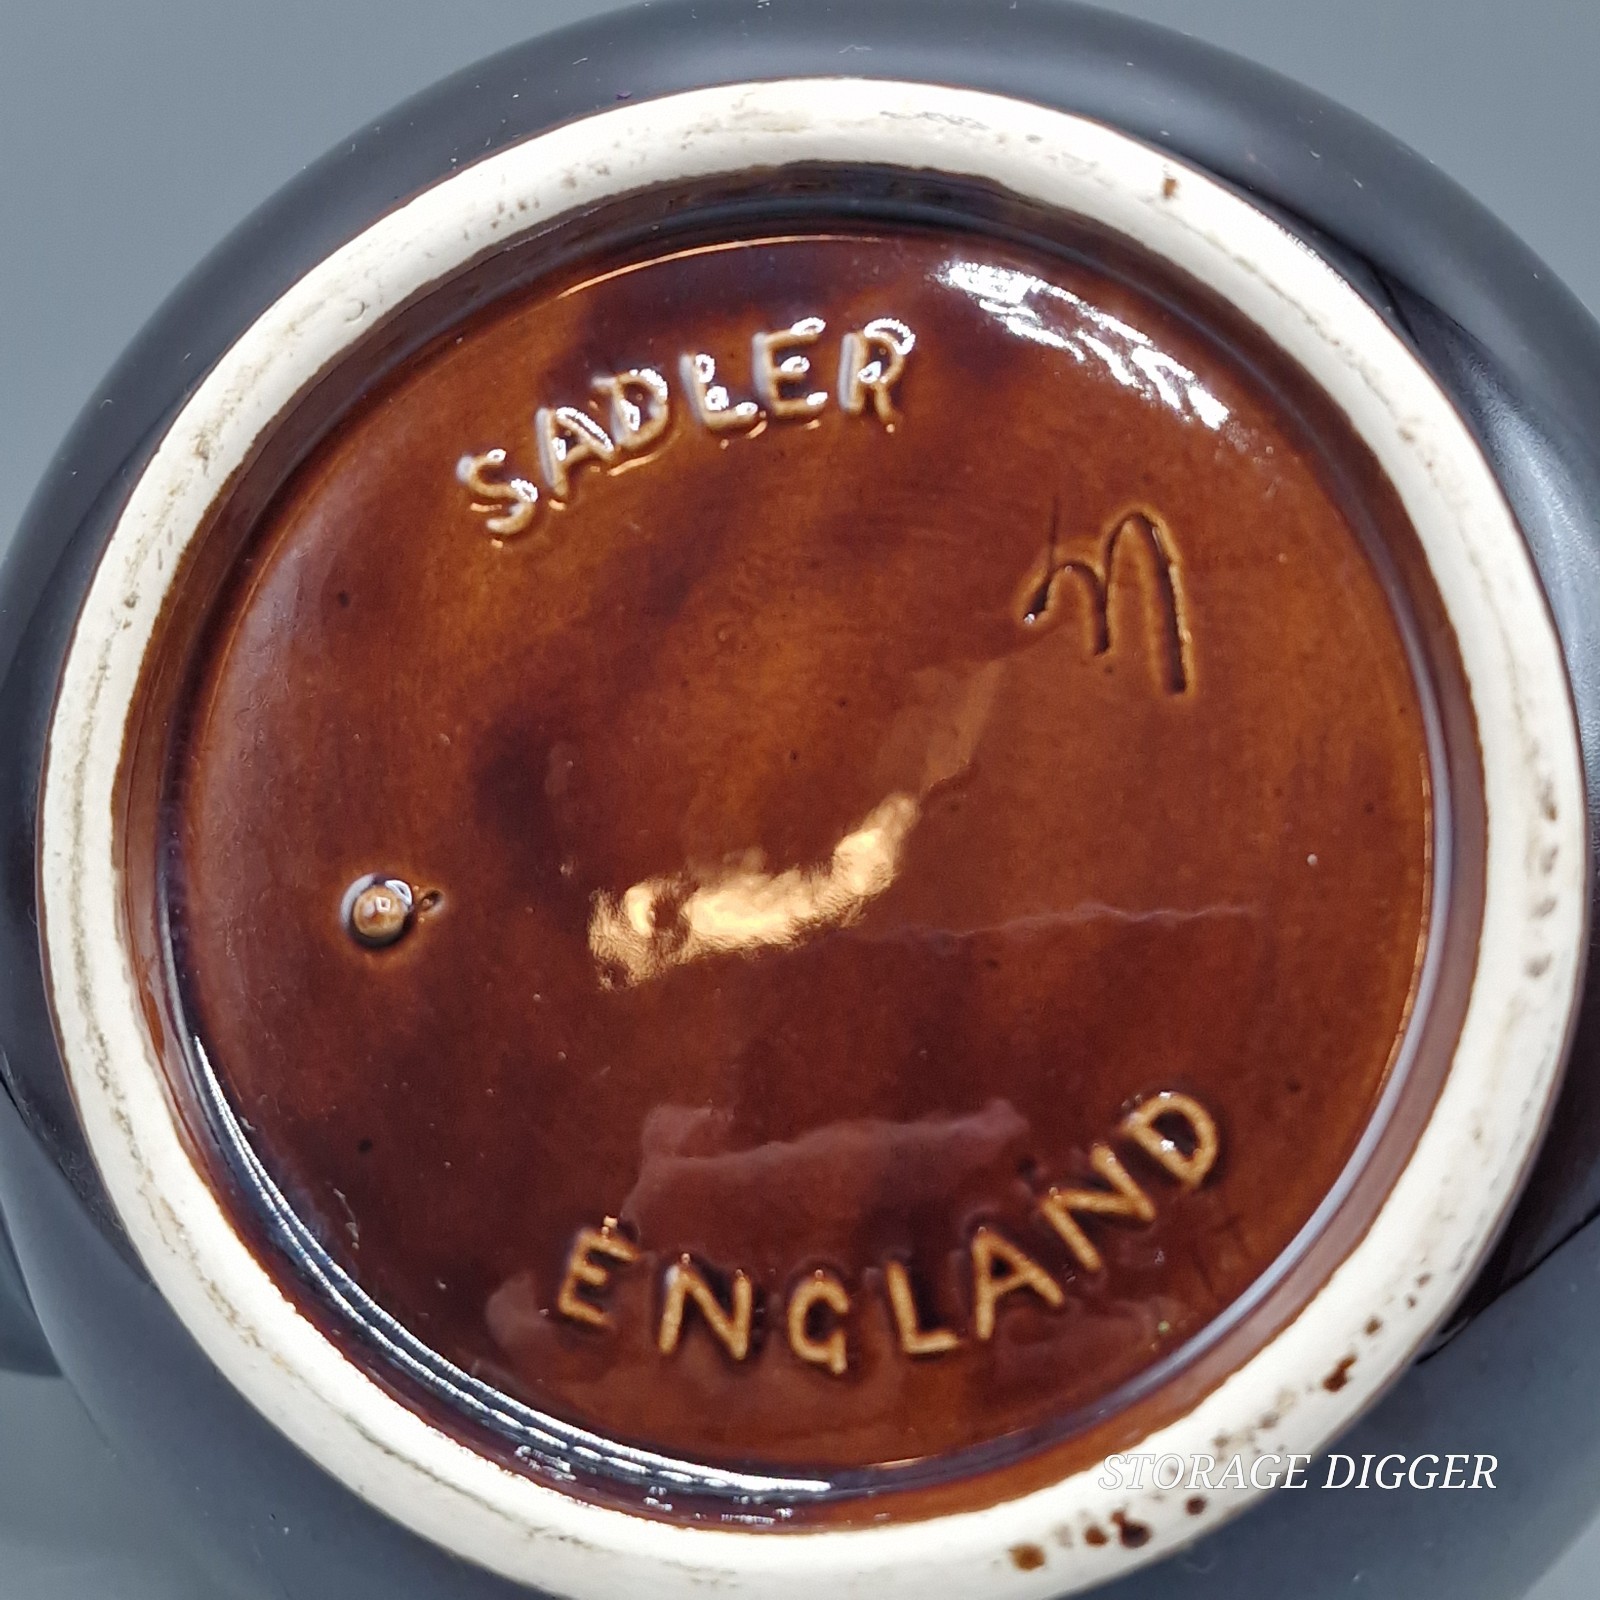 SADLER
n
ENGLAND
STORAGE DIGGER